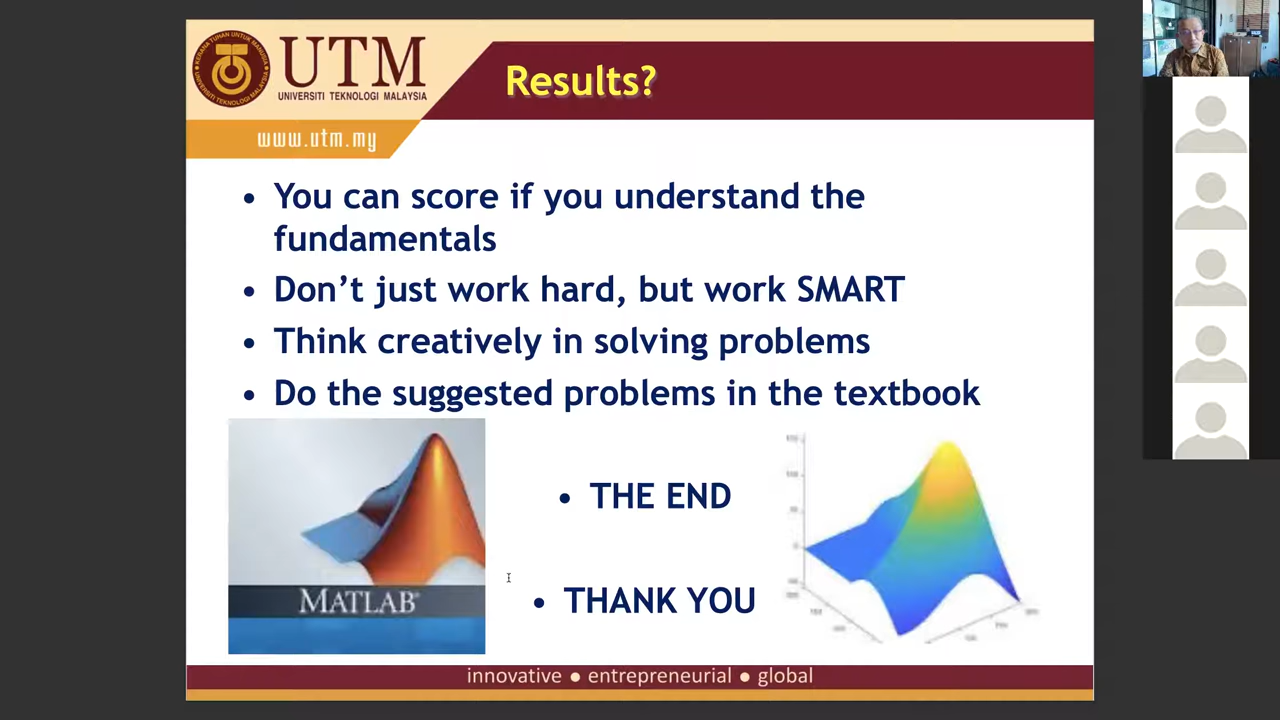 UTM
UNIVERSITI TEKNOLOGI MALAYSIA
www.utm.my
Results?
• You can score if you understand the
fundamentals
• Don’t just work hard, but work SMART
• Think creatively in solving problems
• Do the suggested problems in the textbook
MATLAB®
• THE END
• THANK YOU
innovative ● entrepreneurial ● global